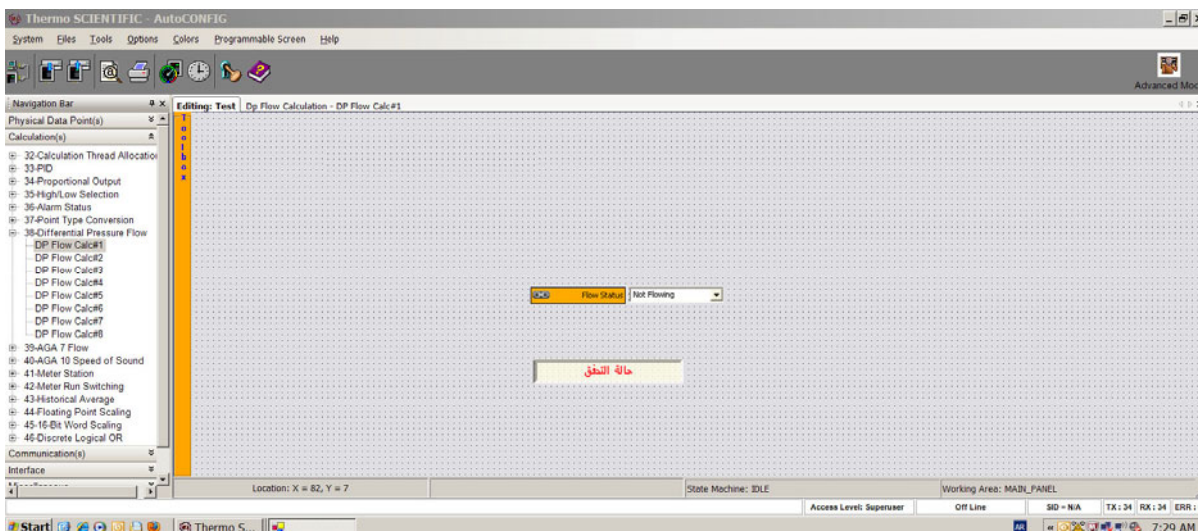 Thermo SCIENTIFIC - AutoCONFIG
System Files Tools Options Colors Programmable Screen Help
Advanced Mod
Navigation Bar
Editing: Test Dp Flow Calculation - DP Flow Calc#1
Physical Data Point(s)
Toolbox
Calculation(s)
32-Calculation Thread Allocation
33-PID
34-Proportional Output
35-High/Low Selection
36-Alarm Status
37-Point Type Conversion
38-Differential Pressure Flow
DP Flow Calc#1
DP Flow Calc#2
DP Flow Calc#3
DP Flow Calc#4
DP Flow Calc#5
DP Flow Calc#6
DP Flow Calc#7
DP Flow Calc#8
39-AGA 7 Flow
40-AGA 10 Speed of Sound
41-Meter Station
42-Meter Run Switching
43-Historical Average
44-Floating Point Scaling
45-16-Bit Word Scaling
46-Discrete Logical OR
Communication(s)
Interface
Flow Status Not Flowing
حالة التدفق
Location: X = 82, Y = 7 State Machine: IDLE Working Area: MAIN_PANEL
Access Level: Superuser Off Line SID = N/A TX: 34 RX: 34 ERR:
Start Thermo S... AR 7:29 AM